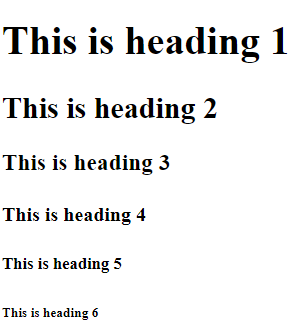 This is heading 1
This is heading 2
This is heading 3
This is heading 4
This is heading 5
This is heading 6